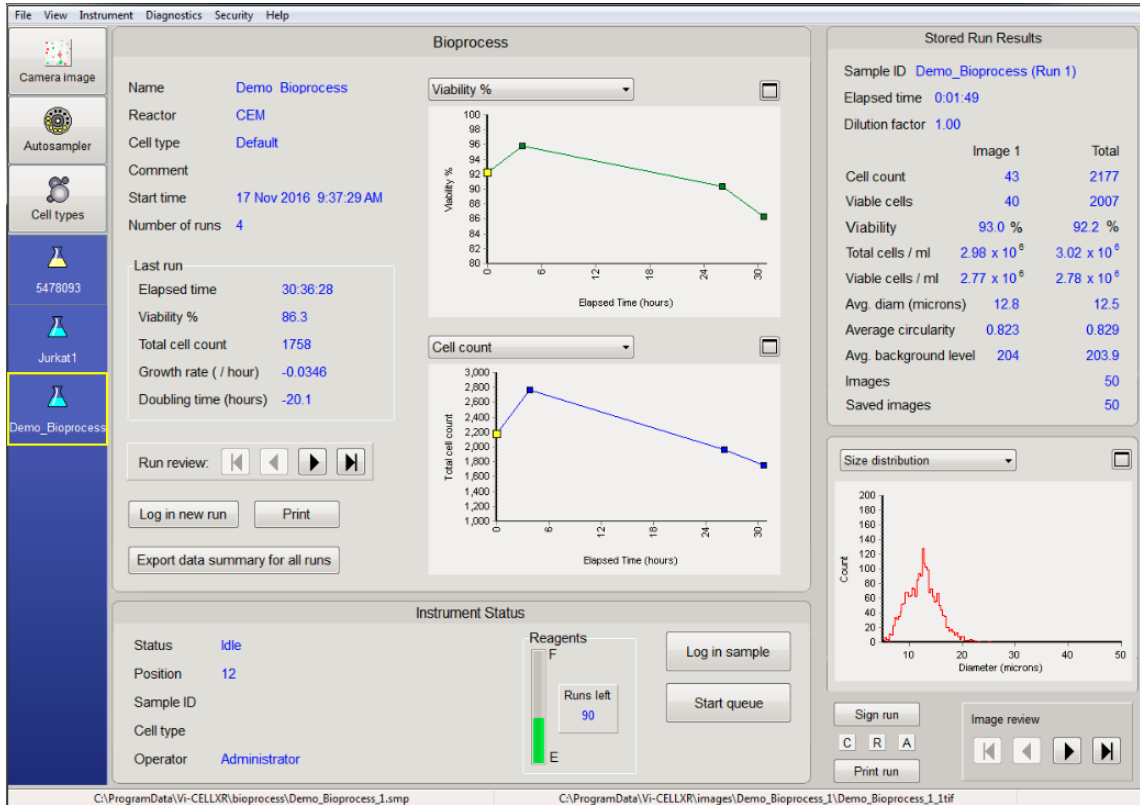 File View Instrument Diagnostics Security Help
Camera image
Autosampler
Cell types
5478093
Jurkat1
Demo_Bioprocess
Bioprocess
Name Demo Bioprocess
Reactor CEM
Cell type Default
Comment
Start time 17 Nov 2016 9:37:29 AM
Number of runs 4
Last run
Elapsed time 30:36:28
Viability % 86.3
Total cell count 1758
Growth rate ( / hour) -0.0346
Doubling time (hours) -20.1
Run review:
Log in new run Print
Export data summary for all runs
Viability %
100
98
96
94
92
90
88
86
84
82
80
Viability %
0 6 12 18 24 30
Elapsed Time (hours)
Cell count
3,000
2,800
2,600
2,400
2,200
2,000
1,800
1,600
1,400
1,200
1,000
Total cell count
0 6 12 18 24 30
Elapsed Time (hours)
Instrument Status
Status Idle
Position 12
Sample ID
Cell type
Operator Administrator
Reagents
F
E
Runs left
90
Log in sample
Start queue
Stored Run Results
Sample ID Demo_Bioprocess (Run 1)
Elapsed time 0:01:49
Dilution factor 1.00
Image 1 Total
Cell count 43 2177
Viable cells 40 2007
Viability 93.0 % 92.2 %
Total cells / ml 2.98 x 10⁶ 3.02 x 10⁶
Viable cells / ml 2.77 x 10⁶ 2.78 x 10⁶
Avg. diam (microns) 12.8 12.5
Average circularity 0.823 0.829
Avg. background level 204 203.9
Images 50
Saved images 50
Size distribution
200
180
160
140
120
100
80
60
40
20
0
Count
10 20 30 40 50
Diameter (microns)
Sign run
C R A
Print run
Image review
C:\ProgramData\Vi-CELLXR\bioprocess\Demo_Bioprocess_1.smp C:\ProgramData\Vi-CELLXR\images\Demo_Bioprocess_1\Demo_Bioprocess_1_1tif